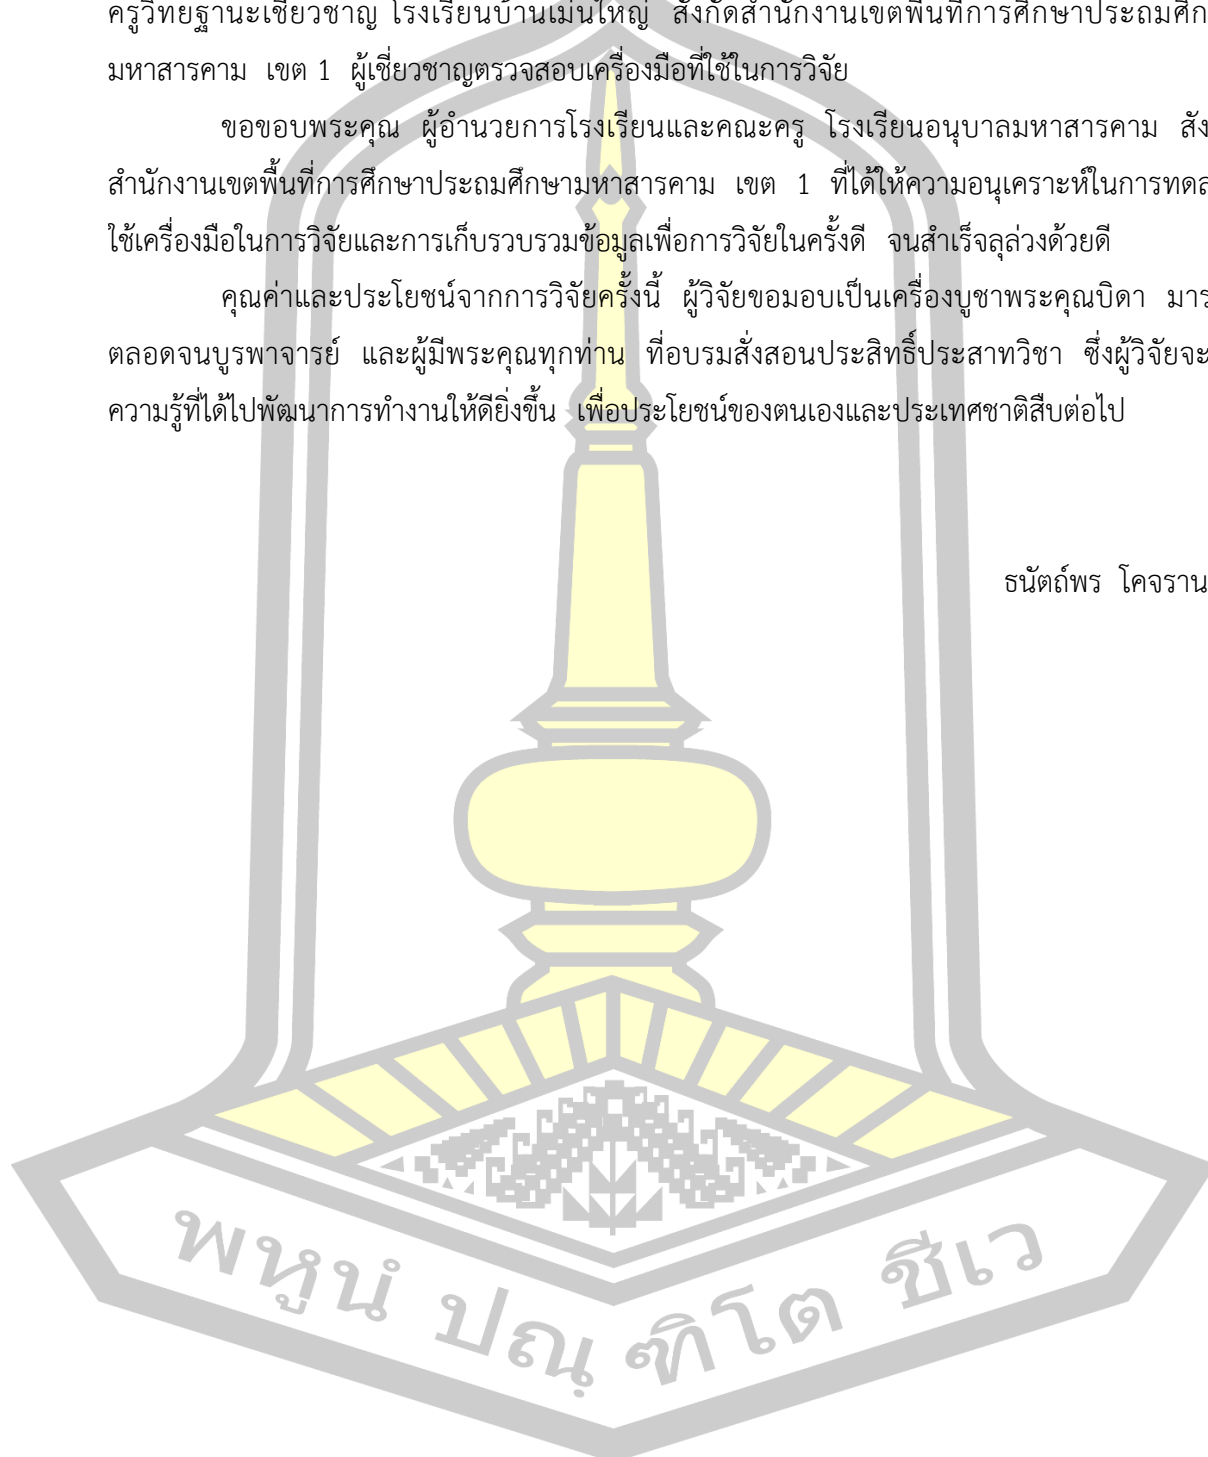 ครูวิทยฐานะเชี่ยวชาญ โรงเรียนบ้านเม่นใหญ่ สังกัดสำนักงานเขตพื้นที่การศึกษาประถมศึก
มหาสารคาม เขต 1 ผู้เชี่ยวชาญตรวจสอบเครื่องมือที่ใช้ในการวิจัย
ขอขอบพระคุณ ผู้อำนวยการโรงเรียนและคณะครู โรงเรียนอนุบาลมหาสารคาม สัง
สำนักงานเขตพื้นที่การศึกษาประถมศึกษามหาสารคาม เขต 1 ที่ได้ให้ความอนุเคราะห์ในการทดล
ใช้เครื่องมือในการวิจัยและการเก็บรวบรวมข้อมูลเพื่อการวิจัยในครั้งดี จนสำเร็จลุล่วงด้วยดี
คุณค่าและประโยชน์จากการวิจัยครั้งนี้ ผู้วิจัยขอมอบเป็นเครื่องบูชาพระคุณบิดา มาร
ตลอดจนบูรพาจารย์ และผู้มีพระคุณทุกท่าน ที่อบรมสั่งสอนประสิทธิ์ประสาทวิชา ซึ่งผู้วิจัยจะ
ความรู้ที่ได้ไปพัฒนาการทำงานให้ดียิ่งขึ้น เพื่อประโยชน์ของตนเองและประเทศชาติสืบต่อไป
ธนัตถ์พร โคจราน
พหูนํ ปณฺฑิโต ชีเว